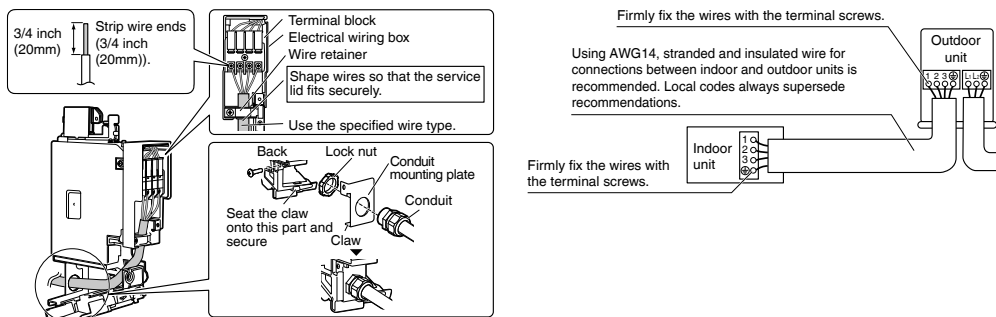 3/4 inch
(20mm)
Strip wire ends
(3/4 inch
(20mm)).
Terminal block
Electrical wiring box
Wire retainer
Shape wires so that the service
lid fits securely.
Use the specified wire type.
Back
Lock nut
Conduit
mounting plate
Conduit
Seat the claw
onto this part and
secure
Claw
Firmly fix the wires with the terminal screws.
Using AWG14, stranded and insulated wire for
connections between indoor and outdoor units is
recommended. Local codes always supersede
recommendations.
Outdoor
unit
1 2 3
L1 L2
Indoor
unit
1
2
3
Firmly fix the wires with
the terminal screws.